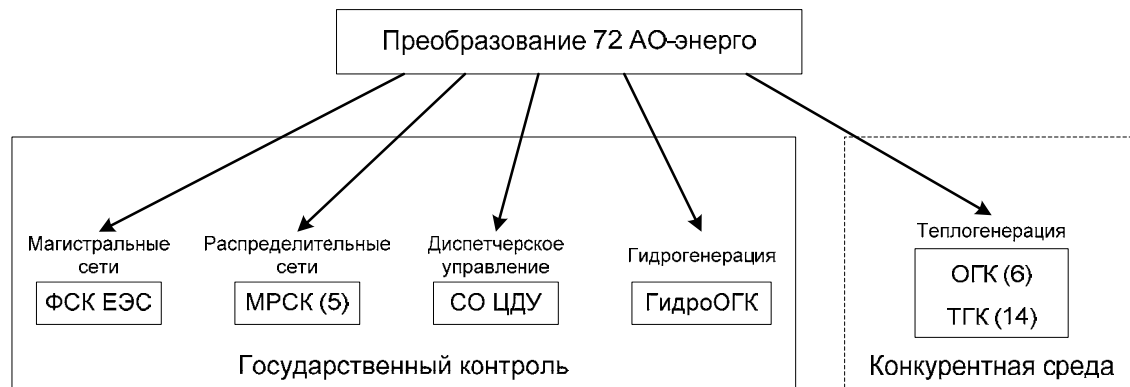 Преобразование 72 АО-энерго
Магистральные
сети
ФСК ЕЭС
Распределительные
сети
МРСК (5)
Диспетчерское
управление
СО ЦДУ
Гидрогенерация
ГидроОГК
Государственный контроль
Теплогенерация
ОГК (6)
ТГК (14)
Конкурентная среда